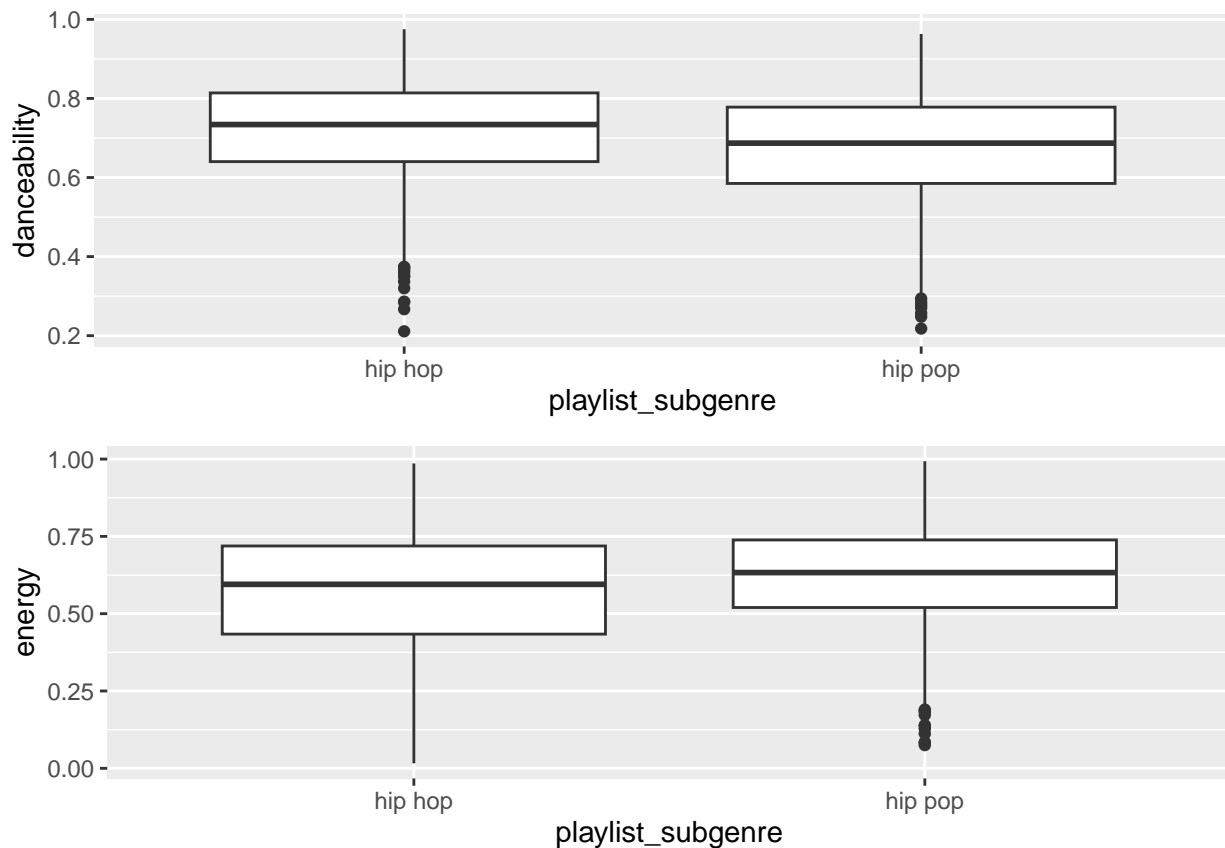 1.0
0.8
0.6
0.4
0.2
danceability
hip hop hip pop
playlist_subgenre
1.00
0.75
0.50
0.25
0.00
energy
hip hop hip pop
playlist_subgenre